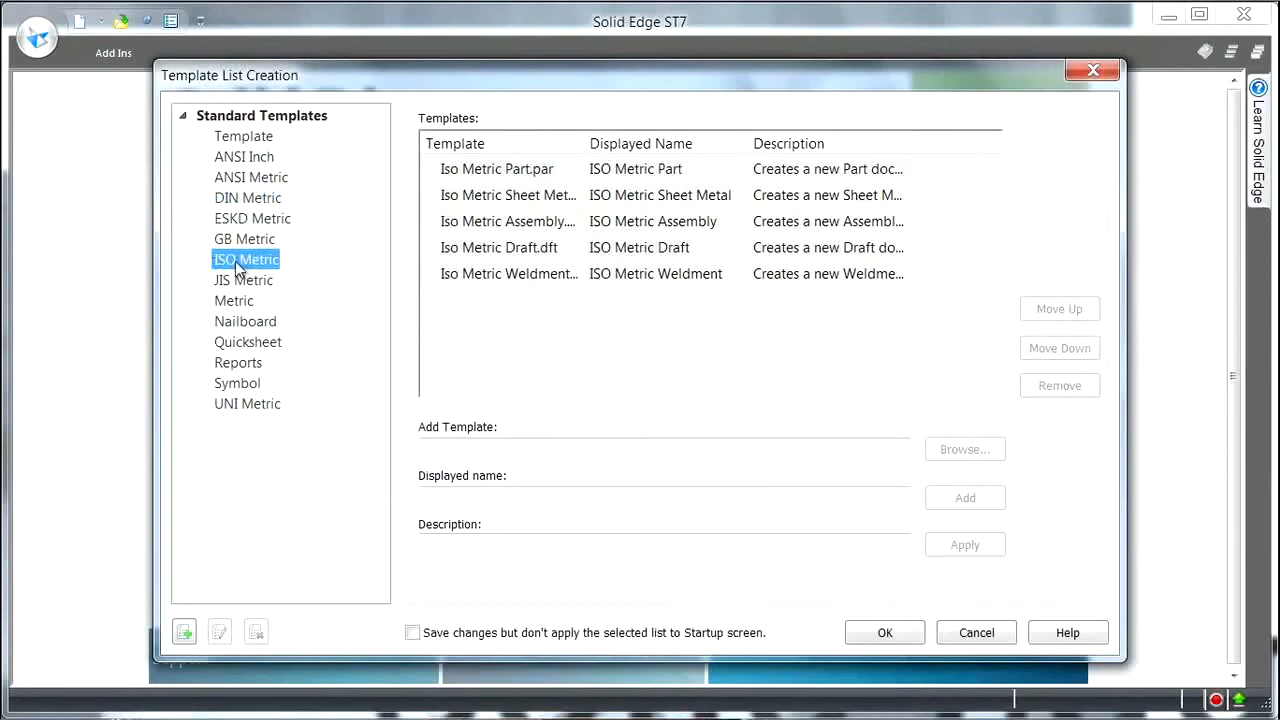 Solid Edge ST7
Add Ins
Template List Creation
Standard Templates
Template
ANSI Inch
ANSI Metric
DIN Metric
ESKD Metric
GB Metric
ISO Metric
JIS Metric
Metric
Nailboard
Quicksheet
Reports
Symbol
UNI Metric
Templates:
Template Displayed Name Description
Iso Metric Part.par ISO Metric Part Creates a new Part doc...
Iso Metric Sheet Met... ISO Metric Sheet Metal Creates a new Sheet M...
Iso Metric Assembly.... ISO Metric Assembly Creates a new Assembl...
Iso Metric Draft.dft ISO Metric Draft Creates a new Draft do...
Iso Metric Weldment... ISO Metric Weldment Creates a new Weldme...
Move Up
Move Down
Remove
Add Template:
Browse...
Displayed name:
Add
Description:
Apply
Save changes but don't apply the selected list to Startup screen.
OK Cancel Help
Learn Solid Edge